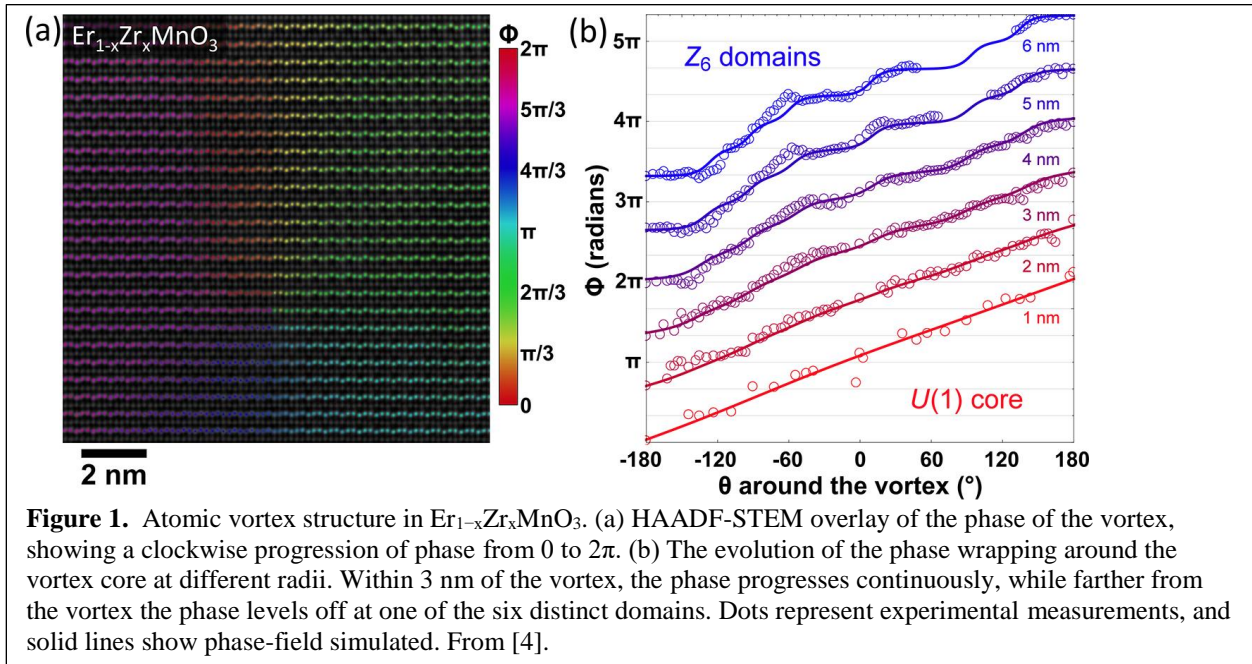 (a) Er₁₋ₓZrₓMnO₃
Φ
2π
5π/3
4π/3
π
2π/3
π/3
0
2 nm
(b)
Φ (radians)
5π
4π
3π
2π
π
Z₆ domains
6 nm
5 nm
4 nm
3 nm
2 nm
1 nm
U(1) core
-180 -120 -60 0 60 120 180
θ around the vortex (°)
Figure 1. Atomic vortex structure in Er₁₋ₓZrₓMnO₃. (a) HAADF-STEM overlay of the phase of the vortex,
showing a clockwise progression of phase from 0 to 2π. (b) The evolution of the phase wrapping around the
vortex core at different radii. Within 3 nm of the vortex, the phase progresses continuously, while farther from
the vortex the phase levels off at one of the six distinct domains. Dots represent experimental measurements, and
solid lines show phase-field simulated. From [4].